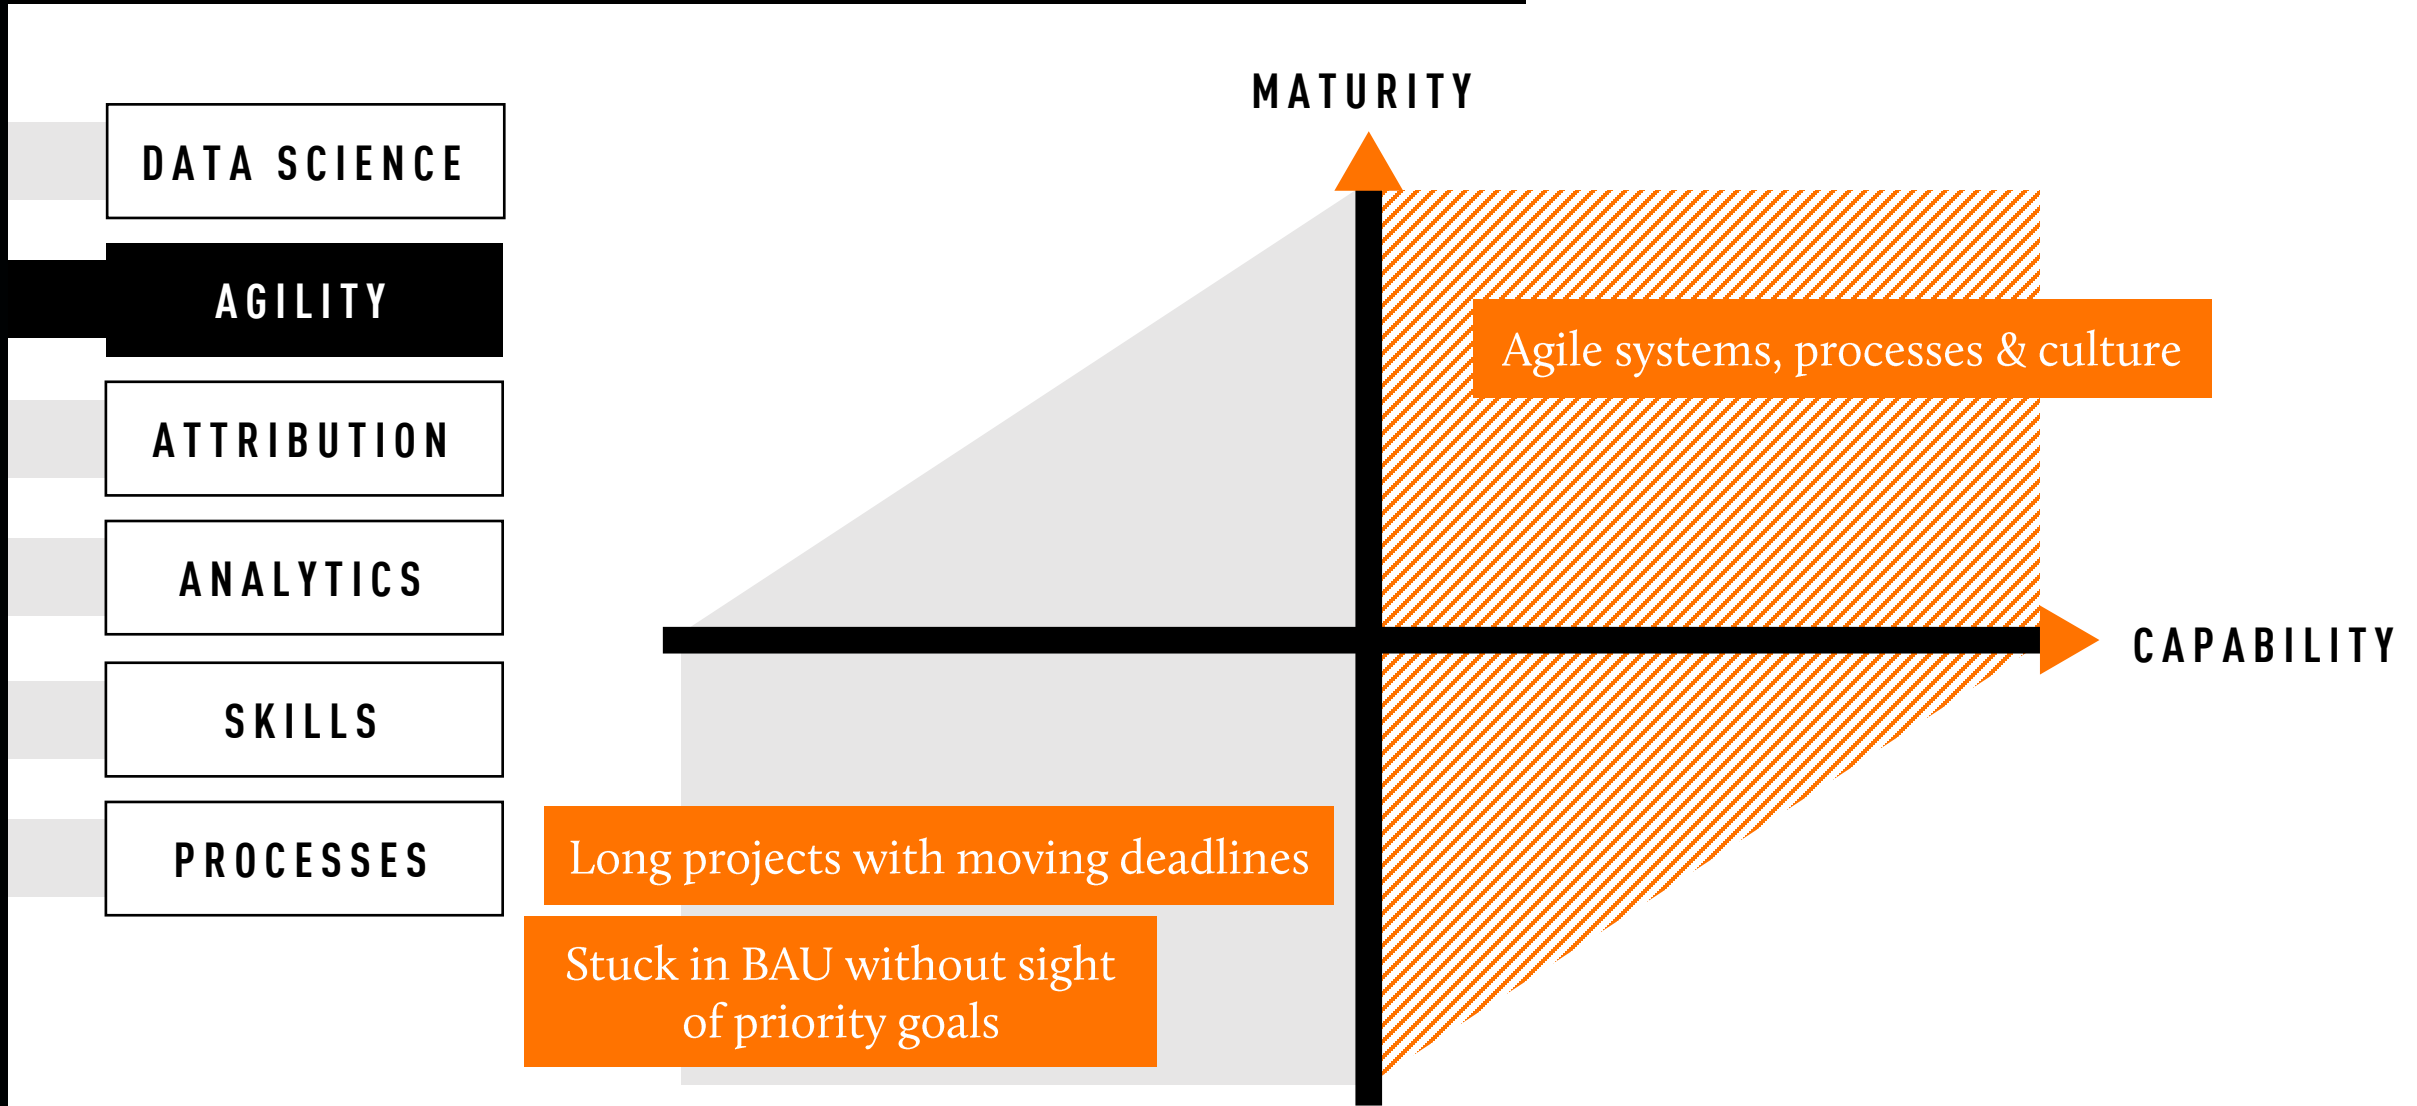 MATURITY
DATA SCIENCE
AGILITY
ATTRIBUTION
ANALYTICS
SKILLS
PROCESSES
Agile systems, processes & culture
CAPABILITY
Long projects with moving deadlines
Stuck in BAU without sight
of priority goals